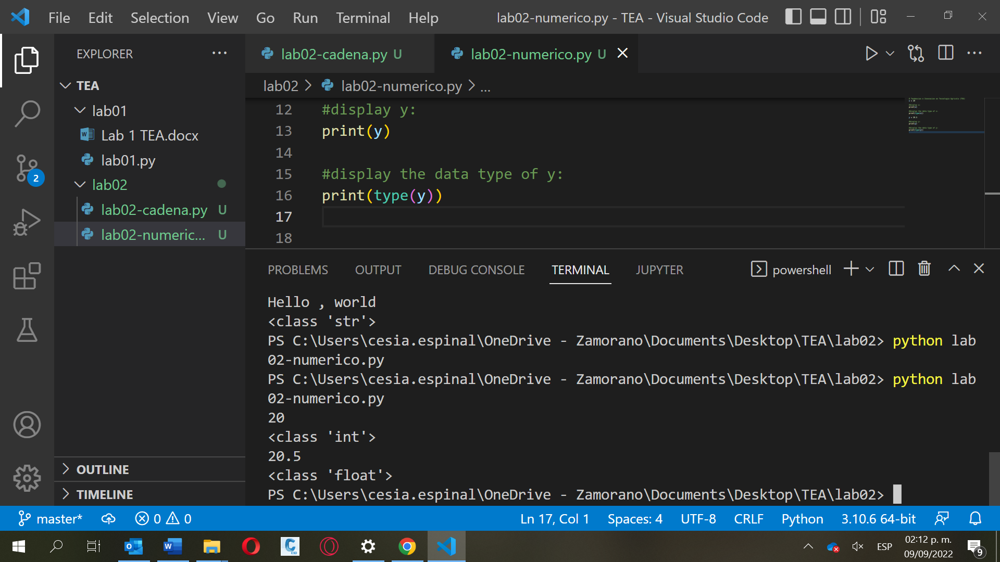 File Edit Selection View Go Run Terminal Help
lab02-numerico.py - TEA - Visual Studio Code
EXPLORER
TEA
lab01
Lab 1 TEA.docx
lab01.py
lab02
lab02-cadena.py U
lab02-numeric... U
OUTLINE
TIMELINE
2
lab02-cadena.py U
lab02-numerico.py U
lab02 > lab02-numerico.py > ...
12 #display y:
13 print(y)
14
15 #display the data type of y:
16 print(type(y))
17
18
PROBLEMS OUTPUT DEBUG CONSOLE TERMINAL JUPYTER
powershell
Hello , world
<class 'str'>
PS C:\Users\cesia.espinal\OneDrive - Zamorano\Documents\Desktop\TEA\lab02> python lab
02-numerico.py
PS C:\Users\cesia.espinal\OneDrive - Zamorano\Documents\Desktop\TEA\lab02> python lab
02-numerico.py
20
<class 'int'>
20.5
<class 'float'>
PS C:\Users\cesia.espinal\OneDrive - Zamorano\Documents\Desktop\TEA\lab02>
master* 0 0
Ln 17, Col 1 Spaces: 4 UTF-8 CRLF Python 3.10.6 64-bit
ESP
02:12 p. m.
09/09/2022
9